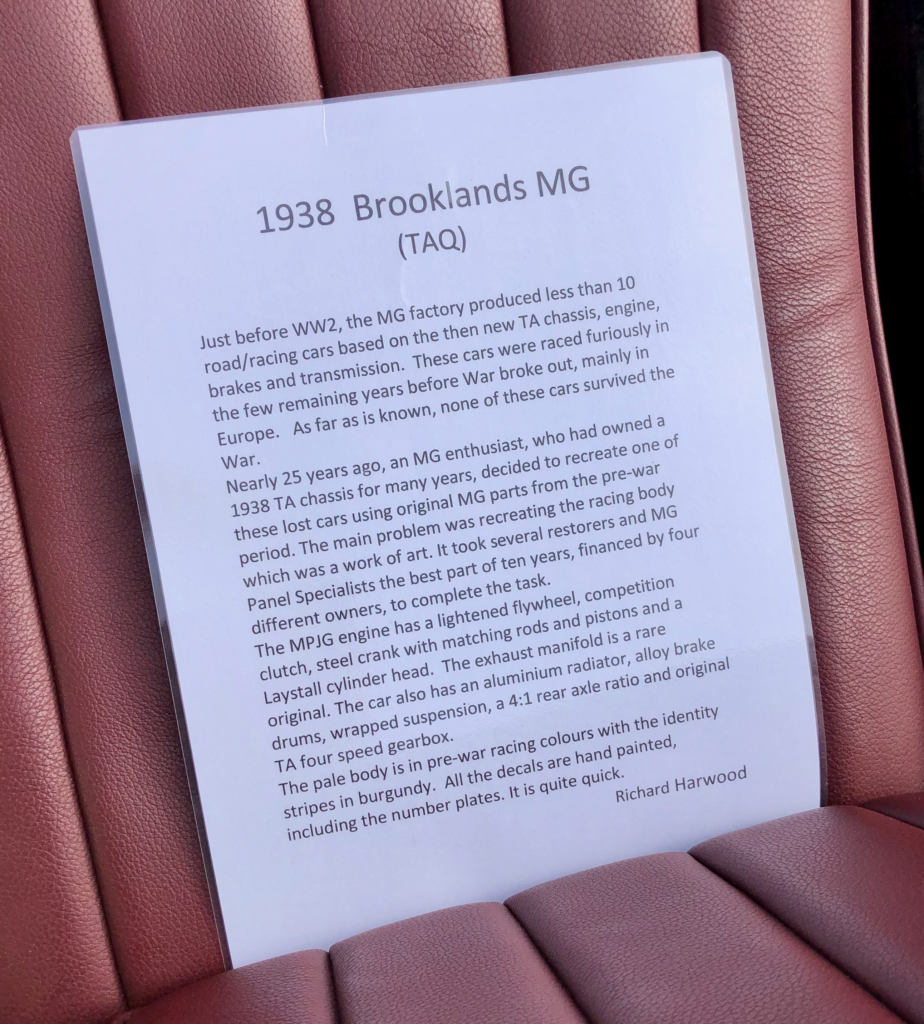 1938  Brooklands MG
(TAQ)
Just before WW2, the MG factory produced less than 10
road/racing cars based on the then new TA chassis, engine,
brakes and transmission.  These cars were raced furiously in
the few remaining years before War broke out, mainly in
Europe.   As far as is known, none of these cars survived the
War.
Nearly 25 years ago, an MG enthusiast, who had owned a
1938 TA chassis for many years, decided to recreate one of
these lost cars using original MG parts from the pre-war
period. The main problem was recreating the racing body
which was a work of art. It took several restorers and MG
Panel Specialists the best part of ten years, financed by four
different owners, to complete the task.
The MPJG engine has a lightened flywheel, competition
clutch, steel crank with matching rods and pistons and a
Laystall cylinder head.  The exhaust manifold is a rare
original. The car also has an aluminium radiator, alloy brake
drums, wrapped suspension, a 4:1 rear axle ratio and original
TA four speed gearbox.
The pale body is in pre-war racing colours with the identity
stripes in burgundy.  All the decals are hand painted,
including the number plates. It is quite quick.
Richard Harwood